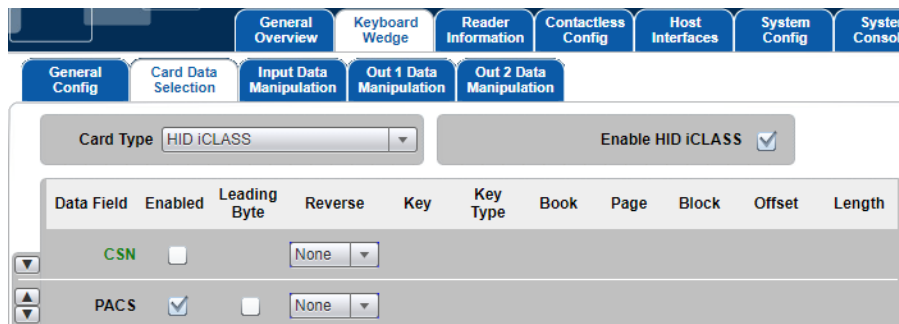 General Overview
Keyboard Wedge
Reader Information
Contactless Config
Host Interfaces
System Config
Syste
Consol
General Config
Card Data Selection
Input Data Manipulation
Out 1 Data Manipulation
Out 2 Data Manipulation
Card Type HID iCLASS
Enable HID iCLASS
Data Field Enabled Leading Byte Reverse Key Key Type Book Page Block Offset Length
CSN None
PACS None